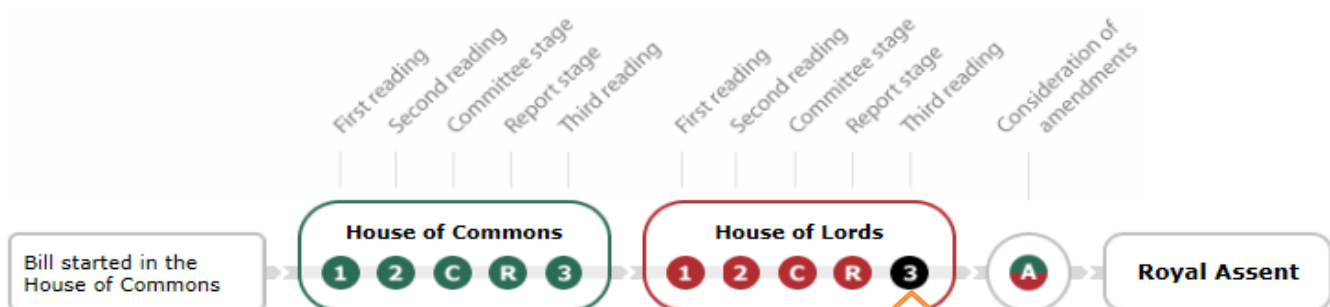 First reading
Second reading
Committee stage
Report stage
Third reading
First reading
Second reading
Committee stage
Report stage
Third reading
Consideration of
amendments
Bill started in the
House of Commons
House of Commons
1 2 C R 3
House of Lords
1 2 C R 3
A
Royal Assent